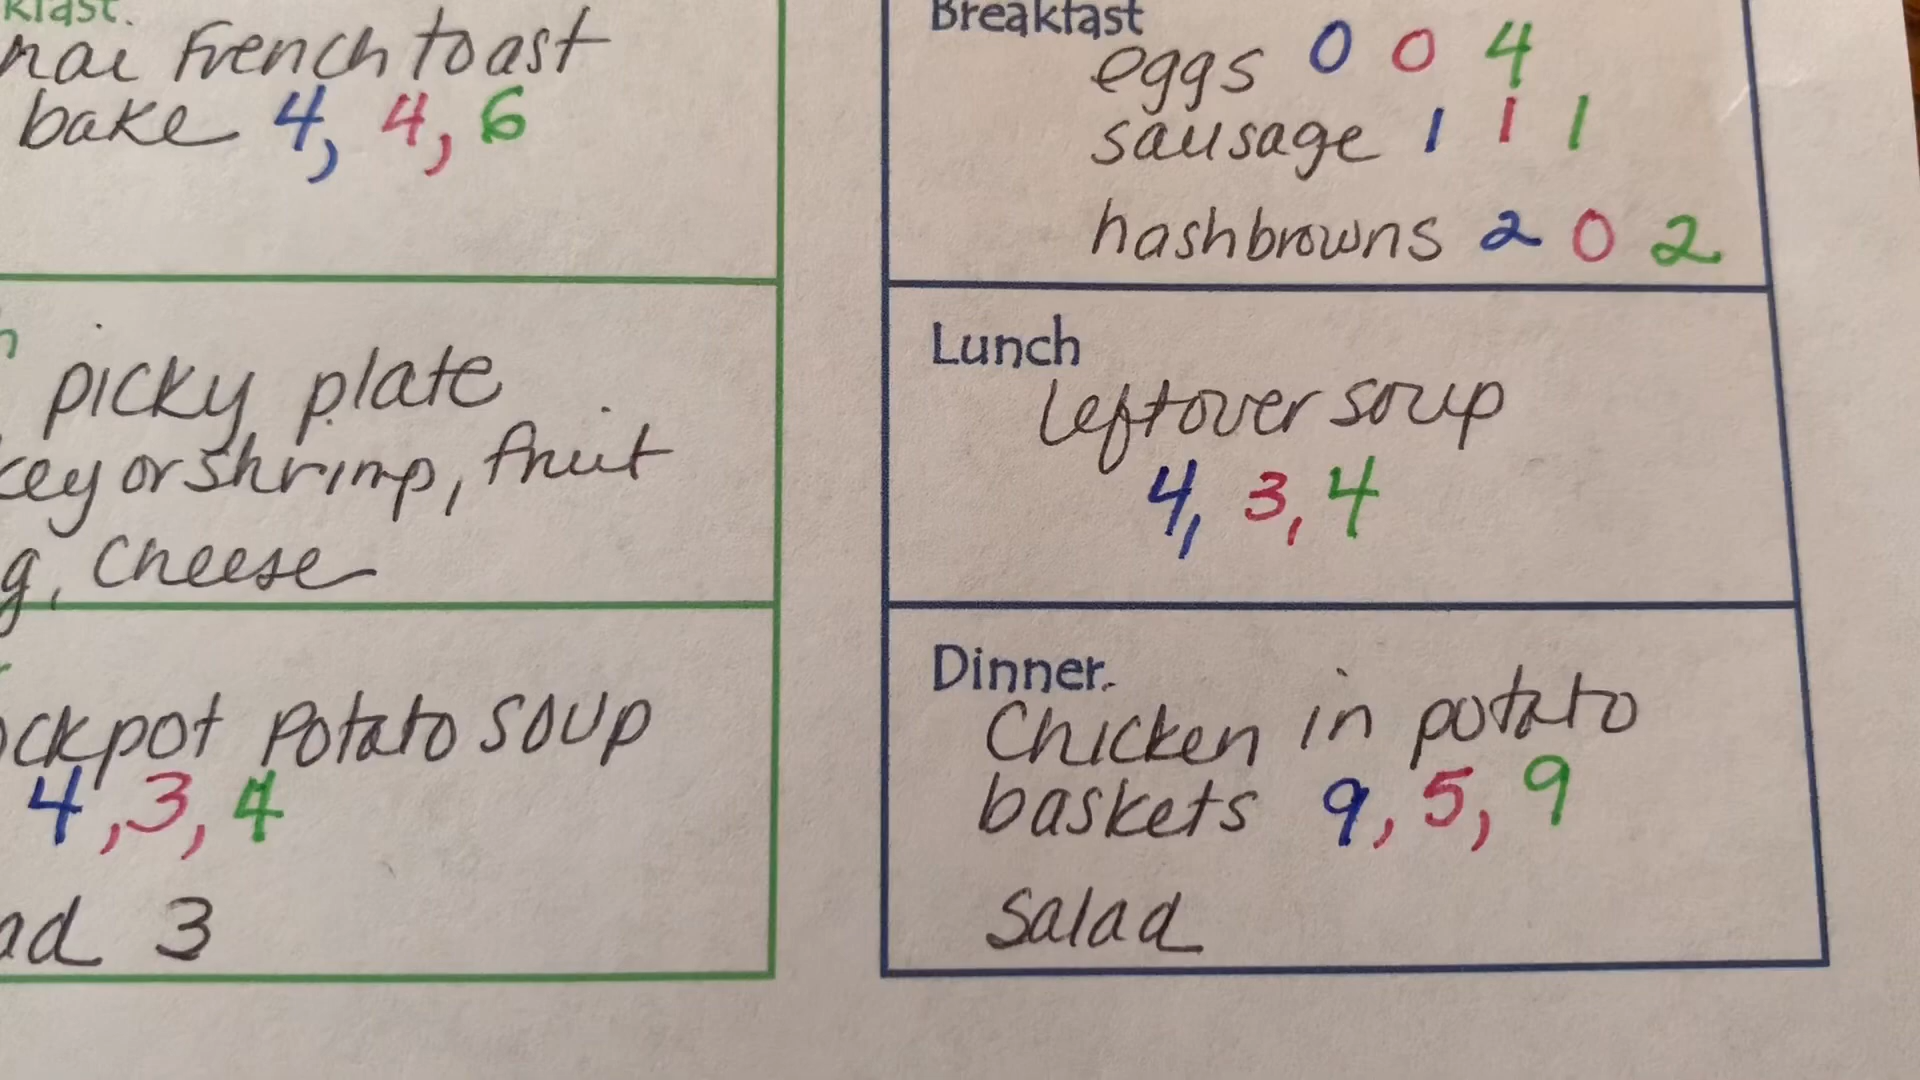 French toast
bake 4, 4, 6
picky plate
or shrimp, fruit
cheese
Potato soup
4, 3, 4
3
Breakfast
eggs 0 0 4
sausage 1 1 1
hashbrowns 2 0 2
Lunch
leftover soup
4, 3, 4
Dinner.
Chicken in potato
baskets 9, 5, 9
Salad